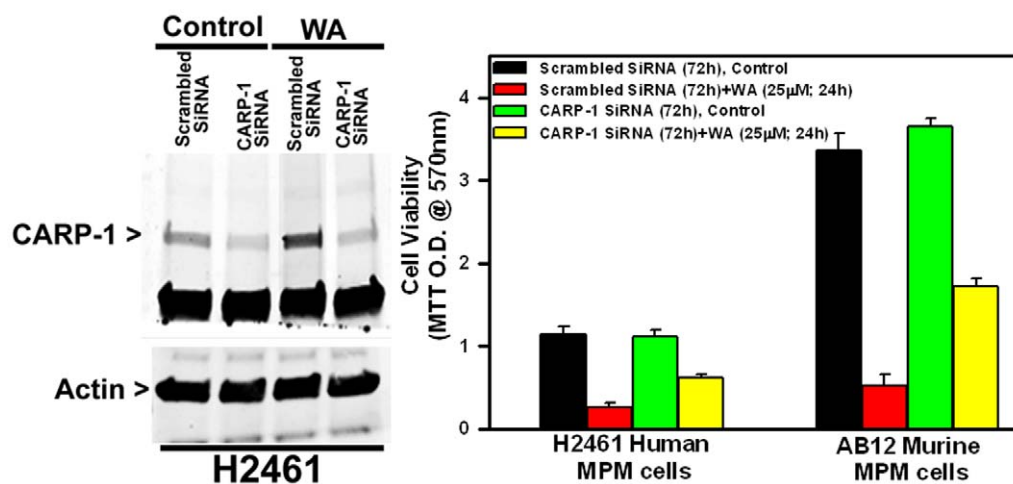 Control
WA
Scrambled
SiRNA
CARP-1
SiRNA
Scrambled
SiRNA
CARP-1
SiRNA
CARP-1 >
Actin>
H2461
Cell Viability
(MTT O.D. @ 570nm)
Scrambled SiRNA (72h), Control
Scrambled SiRNA (72h)+WA (25µM; 24h)
CARP-1 SiRNA (72h), Control
CARP-1 SiRNA (72h)+WA (25µM; 24h)
4
3
2
1
0
H2461 Human
MPM cells
AB12 Murine
MPM cells